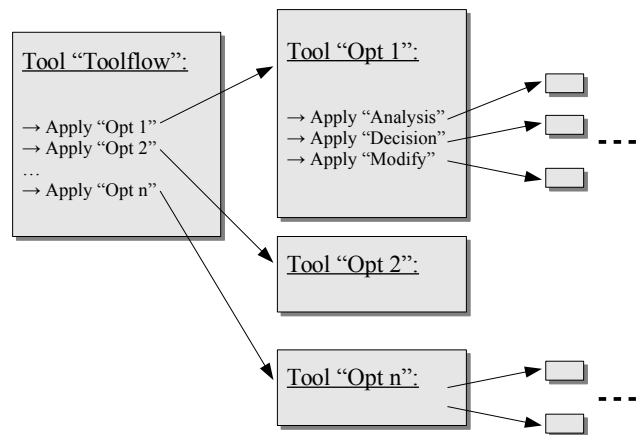 Tool “Toolflow”:
→ Apply “Opt 1”
→ Apply “Opt 2”
…
→ Apply “Opt n”
Tool “Opt 1”:
→ Apply “Analysis”
→ Apply “Decision”
→ Apply “Modify”
Tool “Opt 2”:
Tool “Opt n”: